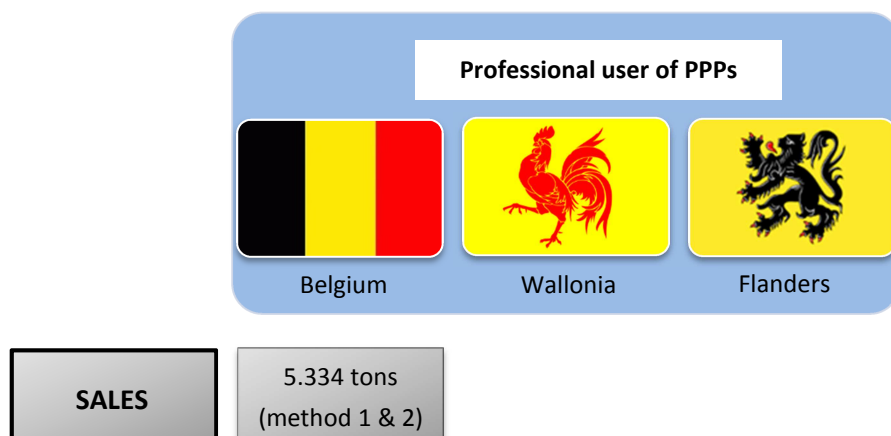 Professional user of PPPs
Belgium
Wallonia
Flanders
SALES
5.334 tons
(method 1 & 2)